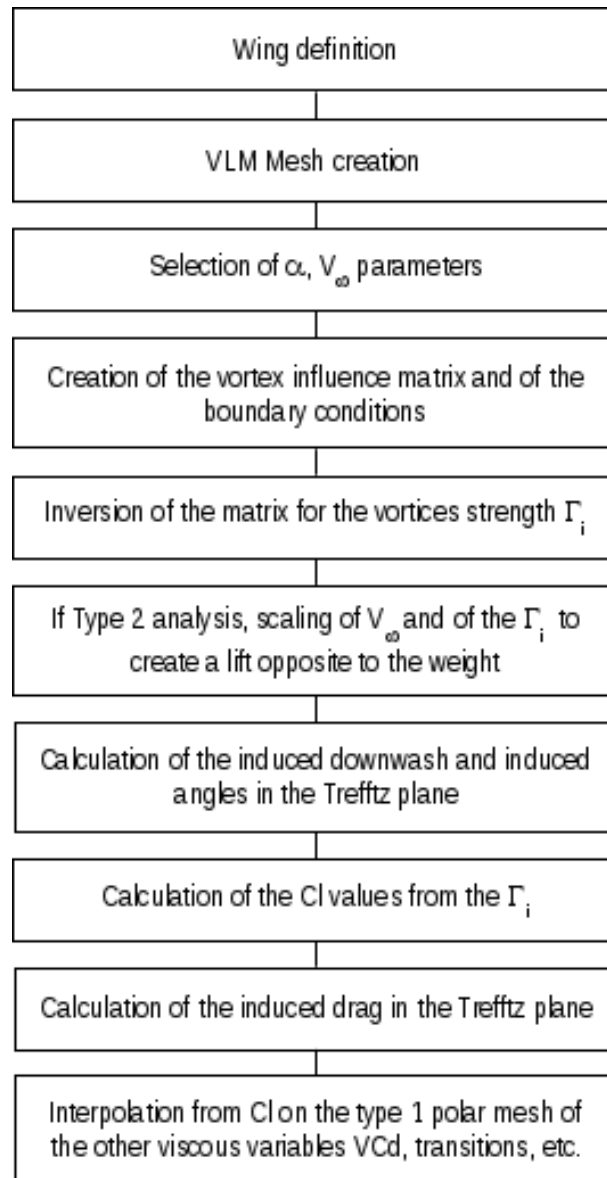 Wing definition
VLM Mesh creation
Selection of α, V∞ parameters
Creation of the vortex influence matrix and of the
boundary conditions
Inversion of the matrix for the vortices strength Γi
If Type 2 analysis, scaling of V∞ and of the Γi to
create a lift opposite to the weight
Calculation of the induced downwash and induced
angles in the Trefftz plane
Calculation of the Cl values from the Γi
Calculation of the induced drag in the Trefftz plane
Interpolation from Cl on the type 1 polar mesh of
the other viscous variables VCd, transitions, etc.